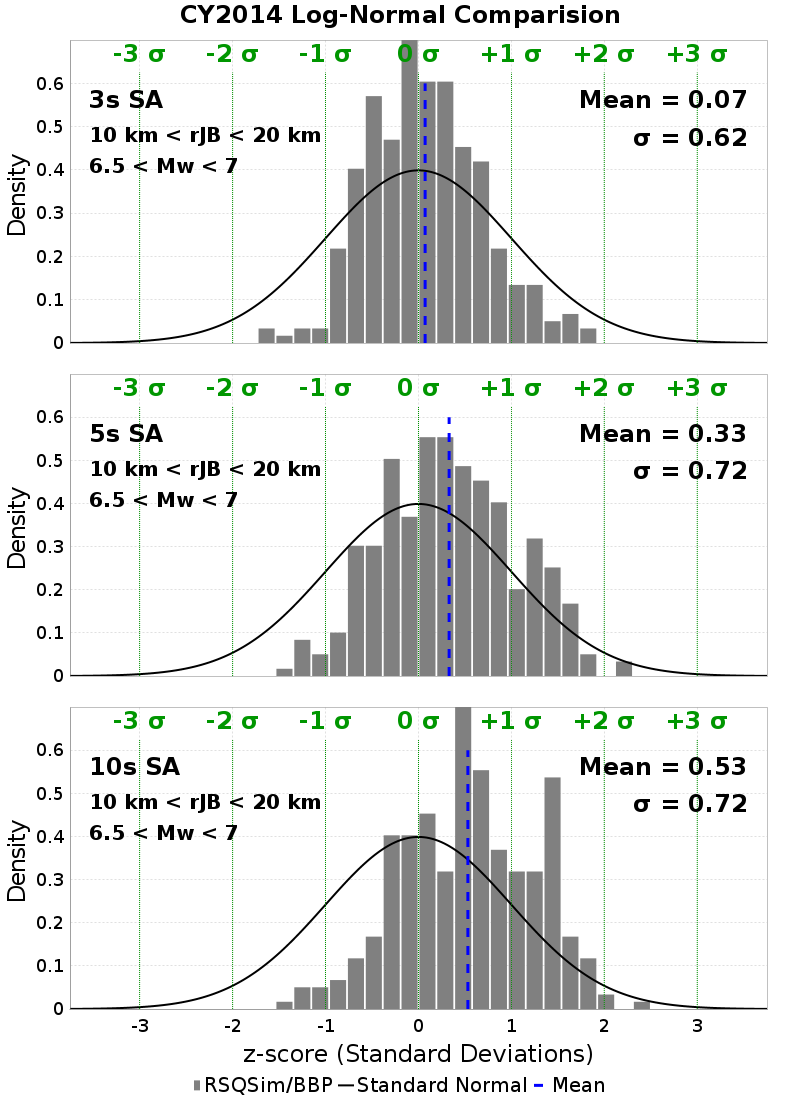 CY2014 Log-Normal Comparision
-3 σ -2 σ -1 σ 0 σ +1 σ +2 σ +3 σ
3s SA
10 km < rJB < 20 km
6.5 < Mw < 7
Mean = 0.07
σ = 0.62
Density
0.6
0.5
0.4
0.3
0.2
0.1
0
-3 σ -2 σ -1 σ 0 σ +1 σ +2 σ +3 σ
5s SA
10 km < rJB < 20 km
6.5 < Mw < 7
Mean = 0.33
σ = 0.72
Density
0.6
0.5
0.4
0.3
0.2
0.1
0
-3 σ -2 σ -1 σ 0 σ +1 σ +2 σ +3 σ
10s SA
10 km < rJB < 20 km
6.5 < Mw < 7
Mean = 0.53
σ = 0.72
Density
0.6
0.5
0.4
0.3
0.2
0.1
0
-3 -2 -1 0 1 2 3
z-score (Standard Deviations)
RSQSim/BBP Standard Normal Mean